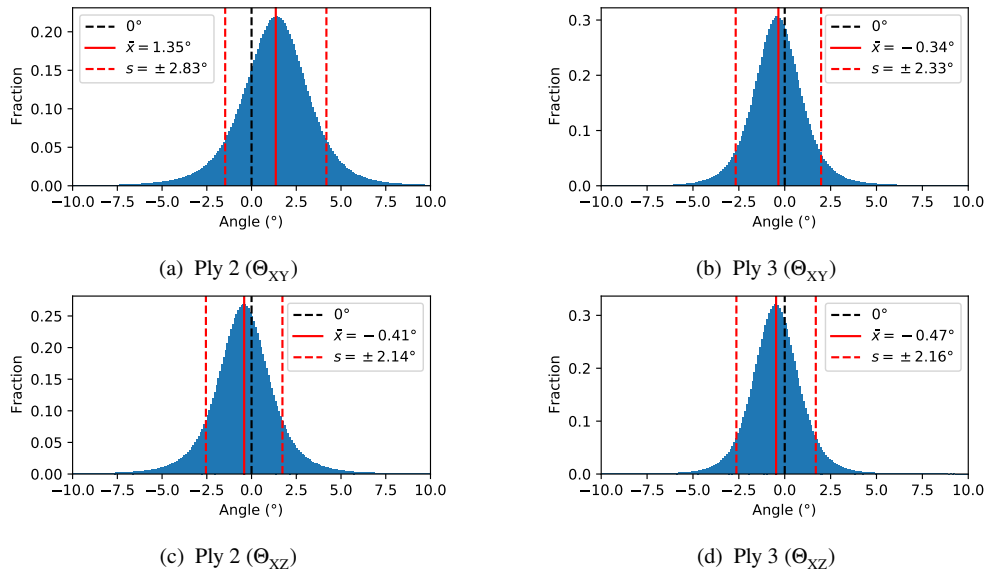 0°
x̄ = 1.35°
s = ±2.83°
Fraction
0.20
0.15
0.10
0.05
0.00
−10.0 −7.5 −5.0 −2.5 0.0 2.5 5.0 7.5 10.0
Angle (°)
(a) Ply 2 (Θ_XY)
0°
x̄ = −0.34°
s = ±2.33°
Fraction
0.3
0.2
0.1
0.0
−10.0 −7.5 −5.0 −2.5 0.0 2.5 5.0 7.5 10.0
Angle (°)
(b) Ply 3 (Θ_XY)
0°
x̄ = −0.41°
s = ±2.14°
Fraction
0.25
0.20
0.15
0.10
0.05
0.00
−10.0 −7.5 −5.0 −2.5 0.0 2.5 5.0 7.5 10.0
Angle (°)
(c) Ply 2 (Θ_XZ)
0°
x̄ = −0.47°
s = ±2.16°
Fraction
0.3
0.2
0.1
0.0
−10.0 −7.5 −5.0 −2.5 0.0 2.5 5.0 7.5 10.0
Angle (°)
(d) Ply 3 (Θ_XZ)